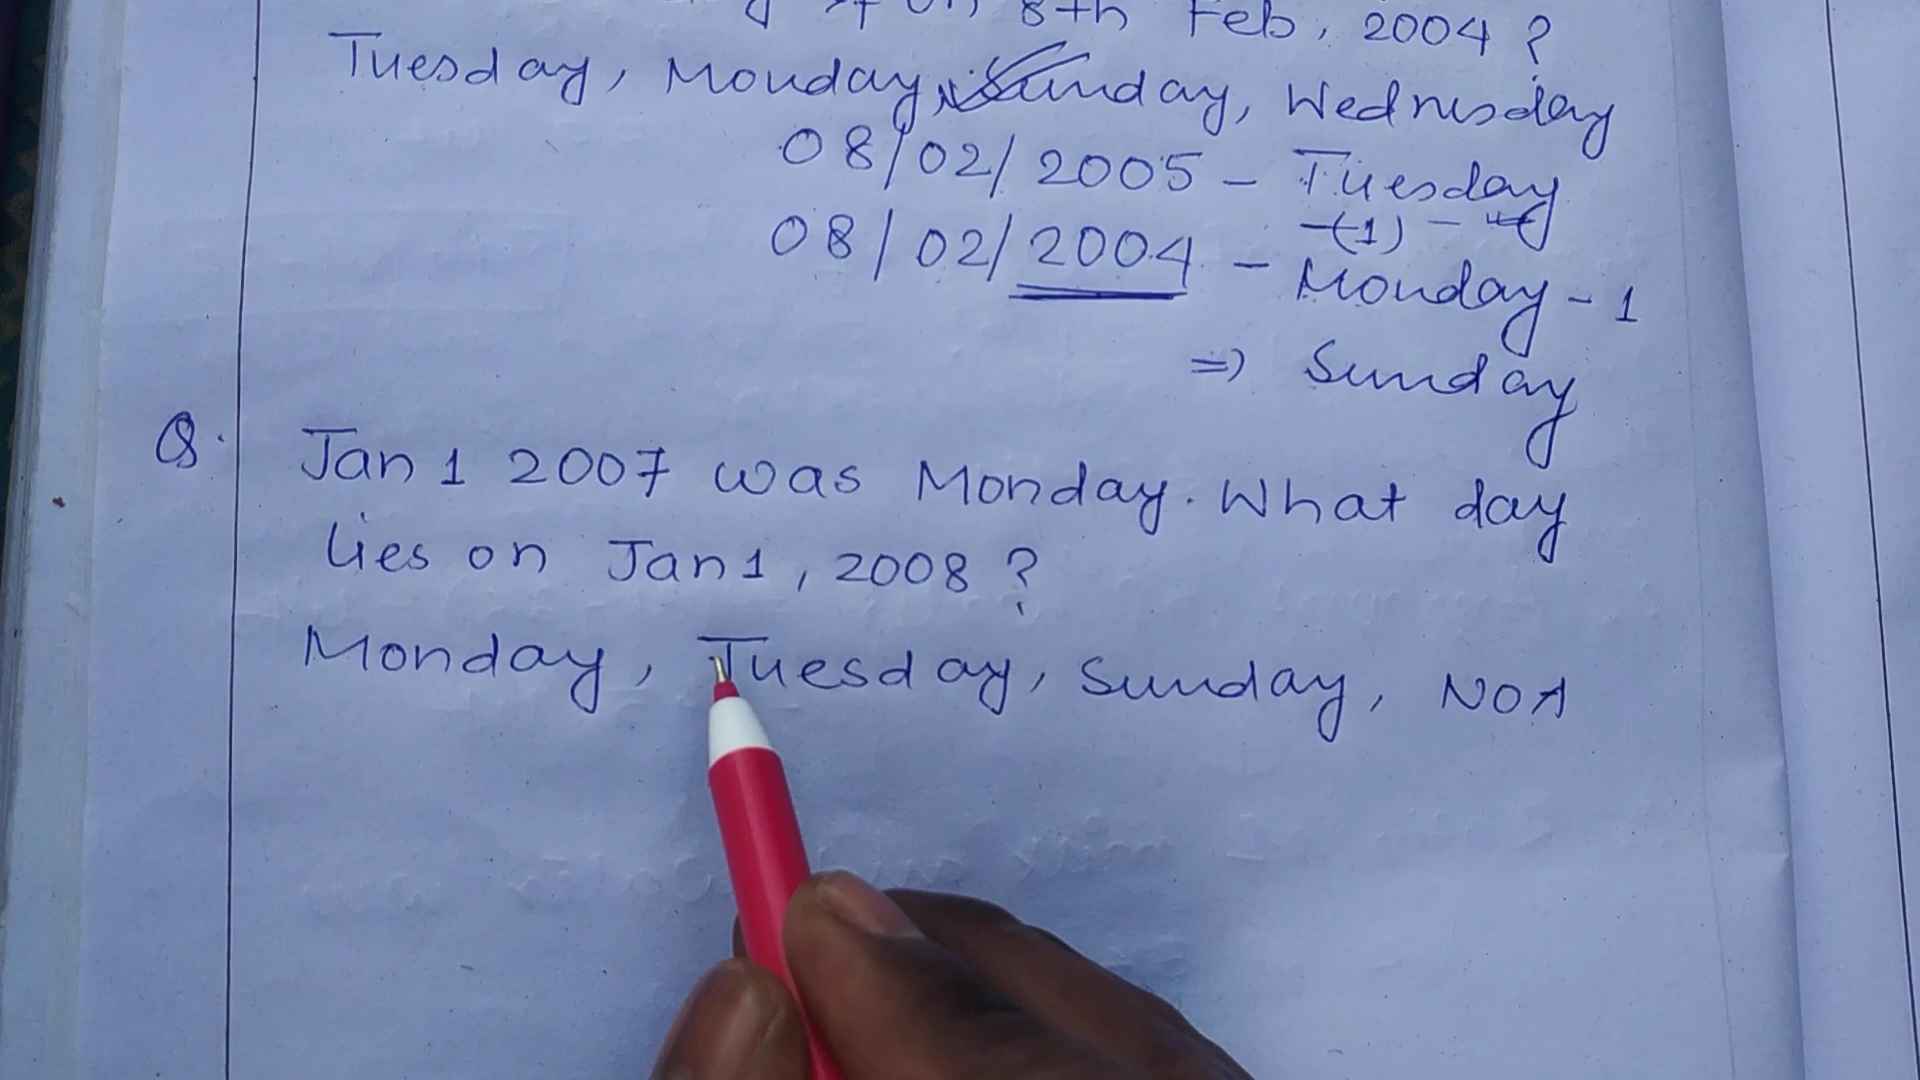 8th Feb, 2004 ?
Tuesday, Monday, Sunday, Wednesday
08/02/2005 - Tuesday
-(1) -
08/02/2004 - Monday - 1
=> Sunday
Q. Jan 1 2007 was Monday. What day
lies on Jan 1, 2008 ?
Monday, Tuesday, Sunday, NOA